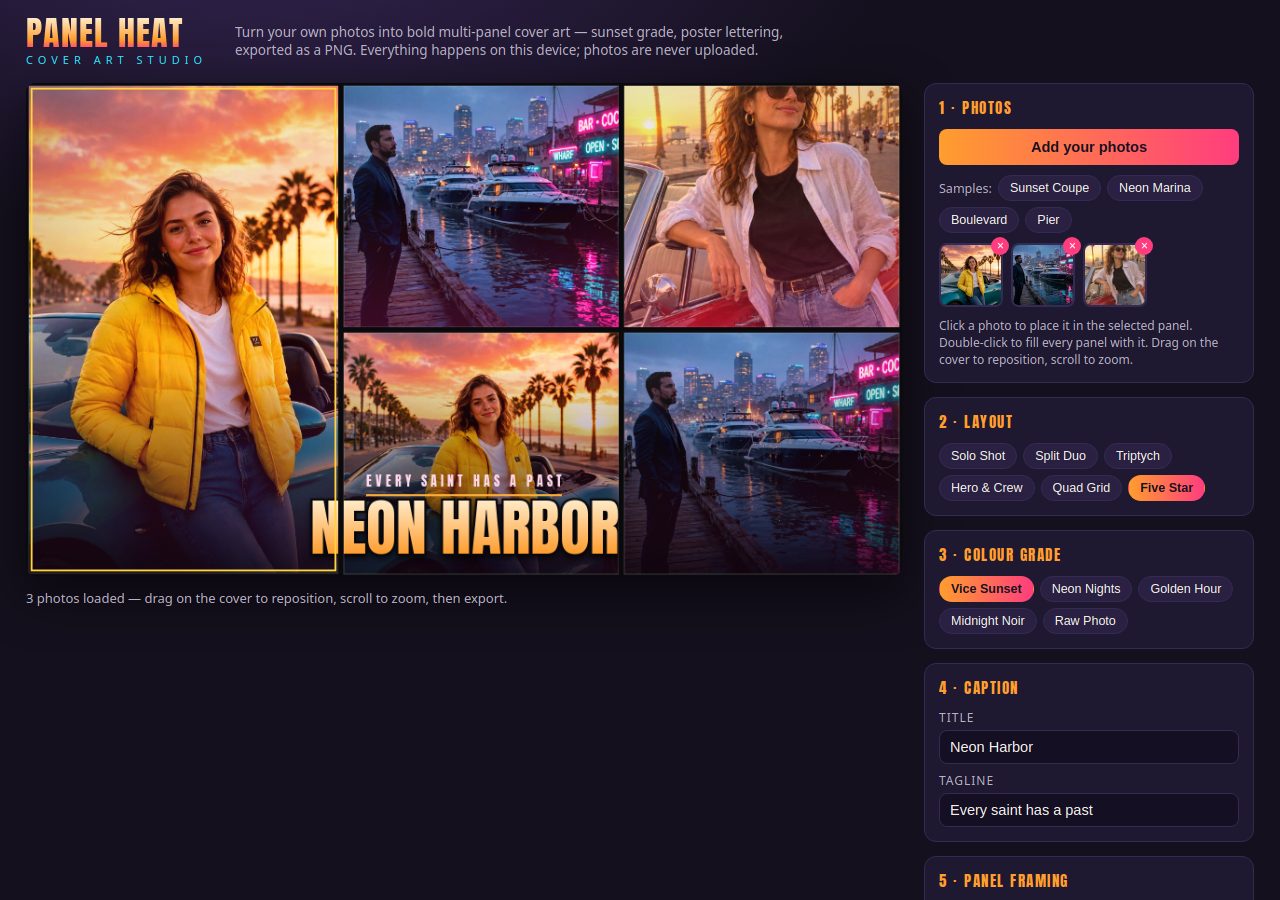 PANEL HEAT
COVER ART STUDIO
Turn your own photos into bold multi-panel cover art — sunset grade, poster lettering,
exported as a PNG. Everything happens on this device; photos are never uploaded.
BAR • COC
WHARF
OPEN • S
EVERY SAINT HAS A PAST
NEON HARBOR
BAR • COC
WHARF
OPEN • S
3 photos loaded — drag on the cover to reposition, scroll to zoom, then export.
1 · PHOTOS
Add your photos
Samples: Sunset Coupe Neon Marina
Boulevard Pier
× × ×
Click a photo to place it in the selected panel.
Double-click to fill every panel with it. Drag on the
cover to reposition, scroll to zoom.
2 · LAYOUT
Solo Shot Split Duo Triptych
Hero & Crew Quad Grid Five Star
3 · COLOUR GRADE
Vice Sunset Neon Nights Golden Hour
Midnight Noir Raw Photo
4 · CAPTION
TITLE
Neon Harbor
TAGLINE
Every saint has a past
5 · PANEL FRAMING